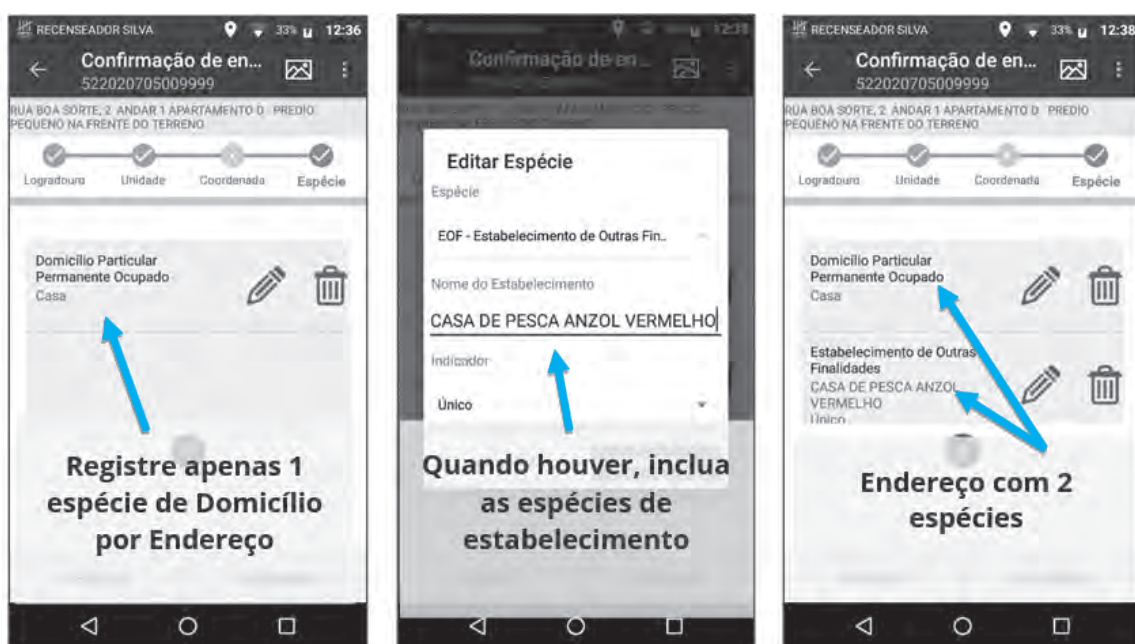 RECENSEADOR SILVA 33% 12:36
Confirmação de en...
522020705009999
RUA BOA SORTE, 2 ANDAR 1 APARTAMENTO D PREDIO
PEQUENO NA FRENTE DO TERRENO
Logradouro Unidade Coordenada Espécie
Domicílio Particular
Permanente Ocupado
Casa
Registre apenas 1
espécie de Domicílio
por Endereço
Confirmação de en...
Editar Espécie
Espécie
EOF - Estabelecimento de Outras Fin..
Nome do Estabelecimento
CASA DE PESCA ANZOL VERMELHO
Indicador
Único
Quando houver, inclua
as espécies de
estabelecimento
RECENSEADOR SILVA 33% 12:38
Confirmação de en...
522020705009999
RUA BOA SORTE, 2 ANDAR 1 APARTAMENTO D PREDIO
PEQUENO NA FRENTE DO TERRENO
Logradouro Unidade Coordenada Espécie
Domicílio Particular
Permanente Ocupado
Casa
Estabelecimento de Outras
Finalidades
CASA DE PESCA ANZOL
VERMELHO
Único
Endereço com 2
espécies